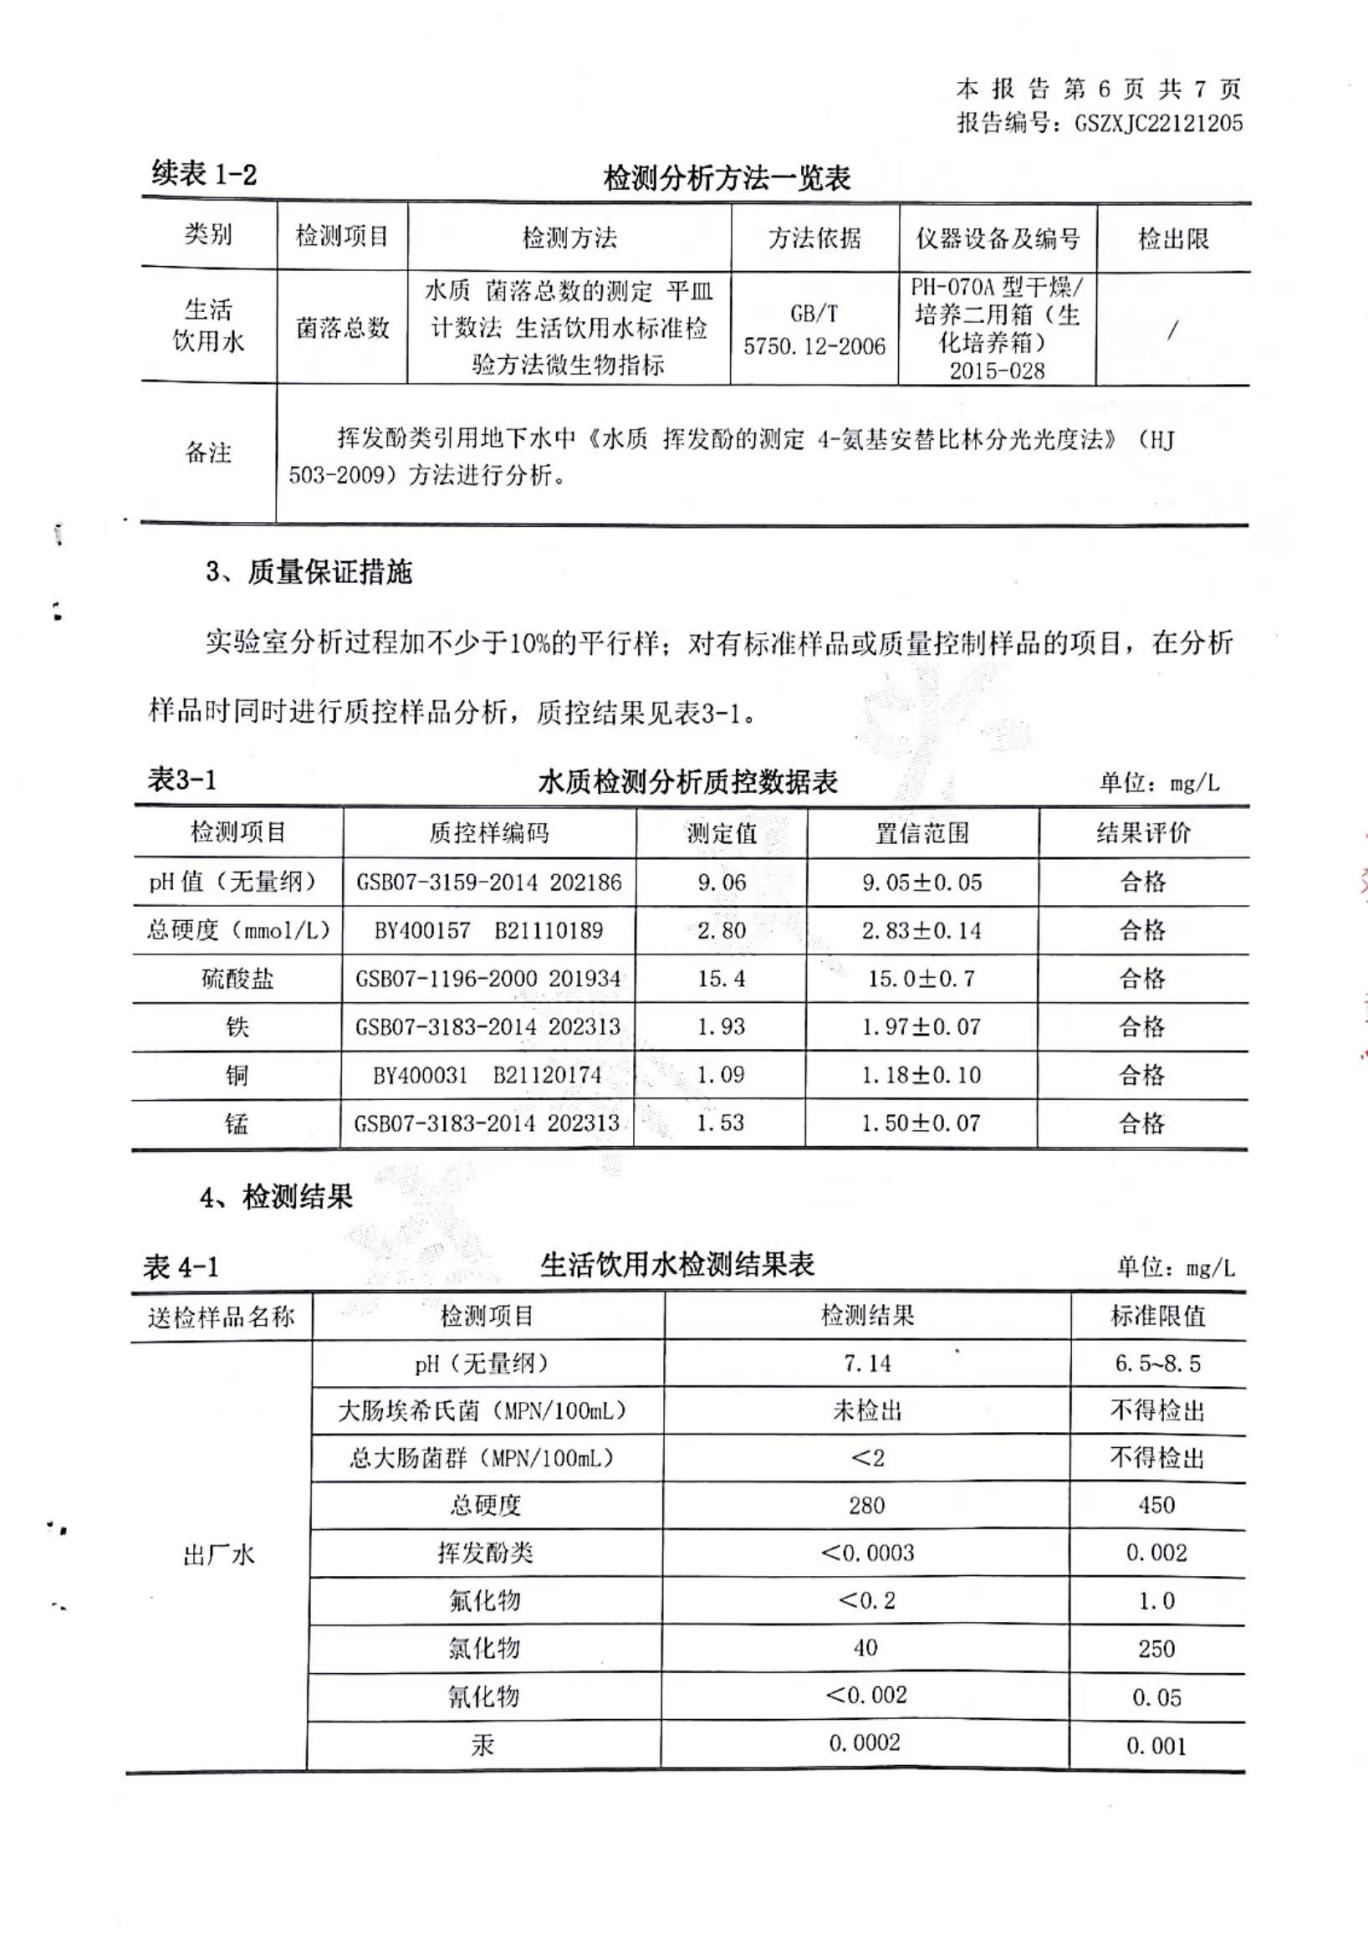 本报告第6页共7页
报告编号：GSZXJC22121205
续表 1-2 检测分析方法一览表
类别 检测项目 检测方法 方法依据 仪器设备及编号 检出限
生活
饮用水
菌落总数
水质 菌落总数的测定 平皿
计数法 生活饮用水标准检
验方法微生物指标
GB/T
5750.12-2006
PH-070A 型干燥/
培养二用箱（生
化培养箱）
2015-028
/
备注
挥发酚类引用地下水中《水质 挥发酚的测定 4-氨基安替比林分光光度法》（HJ
503-2009）方法进行分析。
3、质量保证措施
实验室分析过程加不少于10%的平行样；对有标准样品或质量控制样品的项目，在分析
样品时同时进行质控样品分析，质控结果见表3-1。
表3-1 水质检测分析质控数据表 单位：mg/L
检测项目 质控样编码 测定值 置信范围 结果评价
pH 值（无量纲） GSB07-3159-2014 202186 9.06 9.05±0.05 合格
总硬度（mmol/L） BY400157 B21110189 2.80 2.83±0.14 合格
硫酸盐 GSB07-1196-2000 201934 15.4 15.0±0.7 合格
铁 GSB07-3183-2014 202313 1.93 1.97±0.07 合格
铜 BY400031 B21120174 1.09 1.18±0.10 合格
锰 GSB07-3183-2014 202313 1.53 1.50±0.07 合格
4、检测结果
表 4-1 生活饮用水检测结果表 单位：mg/L
送检样品名称 检测项目 检测结果 标准限值
pH（无量纲） 7.14 6.5~8.5
大肠埃希氏菌（MPN/100mL） 未检出 不得检出
总大肠菌群（MPN/100mL） <2 不得检出
总硬度 280 450
出厂水 挥发酚类 <0.0003 0.002
氟化物 <0.2 1.0
氯化物 40 250
氰化物 <0.002 0.05
汞 0.0002 0.001